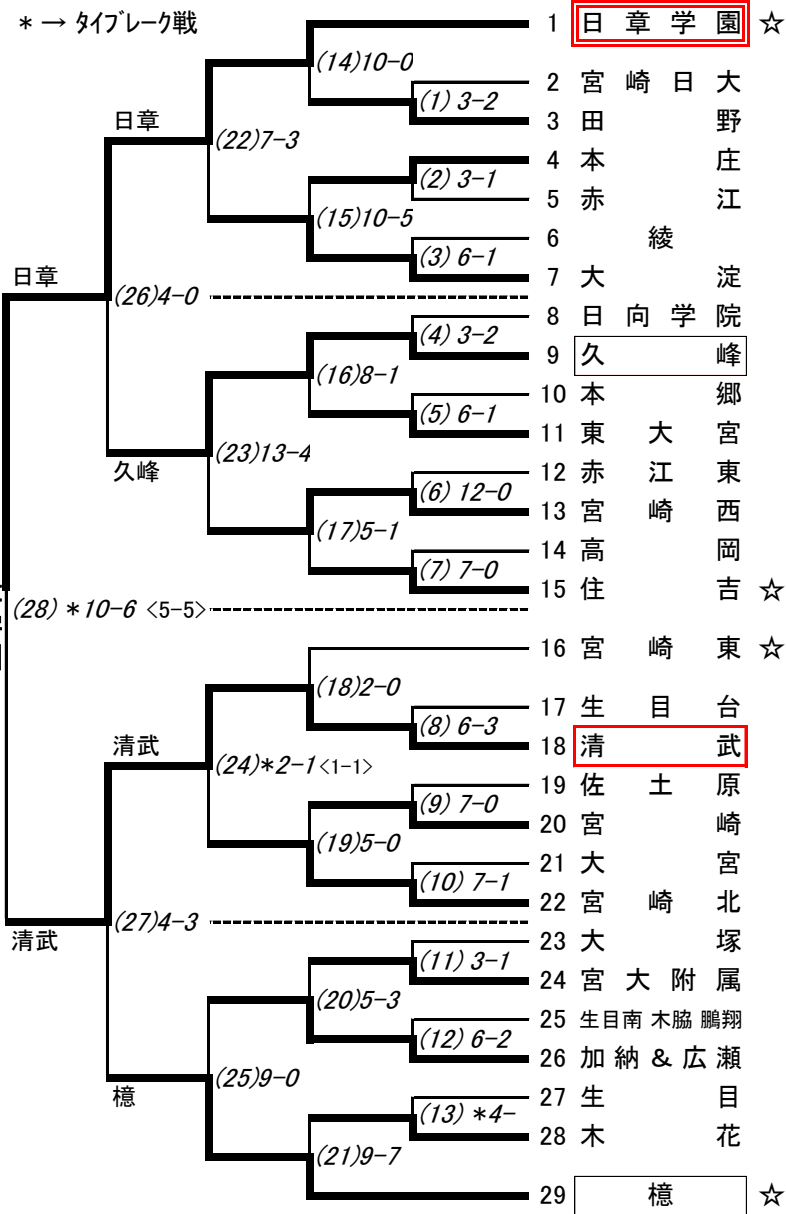 *→ タイブレーク戦
1 日章学園 ☆
(14)10-0
2 宮崎日大
(1) 3-2
日章
3 田野
(22)7-3
4 本庄
(2) 3-1
5 赤江
(15)10-5
6 綾
(3) 6-1
日章
7 大淀
(26)4-0
8 日向学院
(4) 3-2
9 久峰
(16)8-1
10 本郷
(5) 6-1
11 東大宮
(23)13-4
久峰
12 赤江東
(6) 12-0
13 宮崎西
(17)5-1
14 高岡
(7) 7-0
15 住吉 ☆
(28) *10-6 <5-5>
16 宮崎東 ☆
(18)2-0
17 生目台
(8) 6-3
清武
18 清武
(24)*2-1<1-1>
19 佐土原
(9) 7-0
20 宮崎
(19)5-0
21 大宮
(10) 7-1
22 宮崎北
(27)4-3
清武
23 大塚
(11) 3-1
24 宮大附属
(20)5-3
25 生目南 木脇 鵬翔
(12) 6-2
26 加納&広瀬
(25)9-0
檍
27 生目
(13) *4-
28 木花
(21)9-7
29 檍 ☆